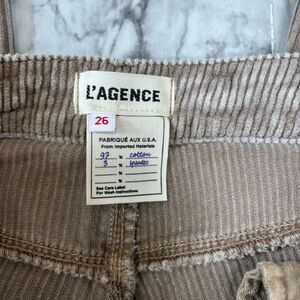 L'AGENCE
26
FABRIQUÉ AUX U.S.A.
From Imported Materials
97 % cotton
3 % spandex
%
%
See Care Label
For Wash Instructions